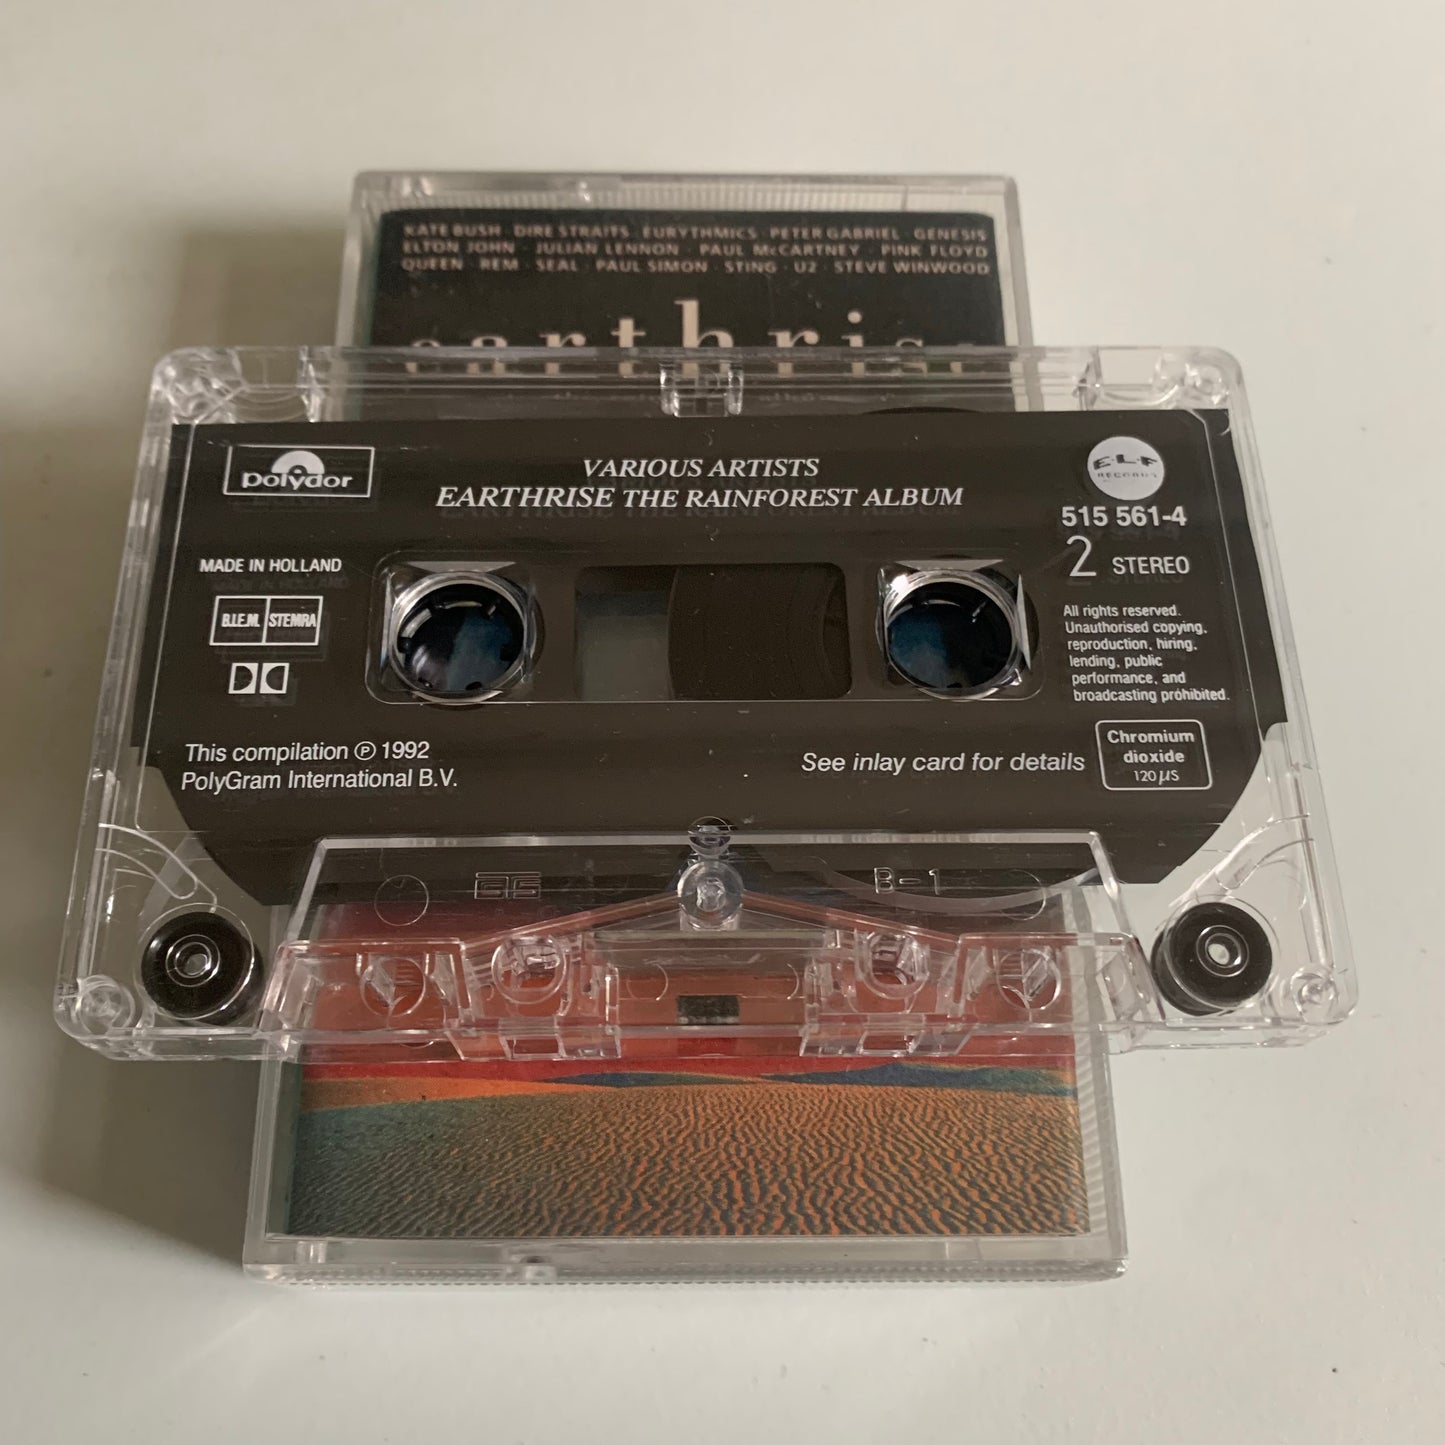 KATE BUSH · DIRE STRAITS · EURYTHMICS · PETER GABRIEL · GENESIS
ELTON JOHN · JULIAN LENNON · PAUL McCARTNEY · PINK FLOYD
QUEEN · REM · SEAL · PAUL SIMON · STING · U2 · STEVE WINWOOD
earthrise
polydor
VARIOUS ARTISTS
EARTHRISE THE RAINFOREST ALBUM
E·L·F
RECORDS
515 561-4
2 STEREO
MADE IN HOLLAND
B.I.E.M. STEMRA
All rights reserved.
Unauthorised copying,
reproduction, hiring,
lending, public
performance, and
broadcasting prohibited.
This compilation ℗ 1992
PolyGram International B.V.
See inlay card for details
Chromium
dioxide
120 µS
B-1